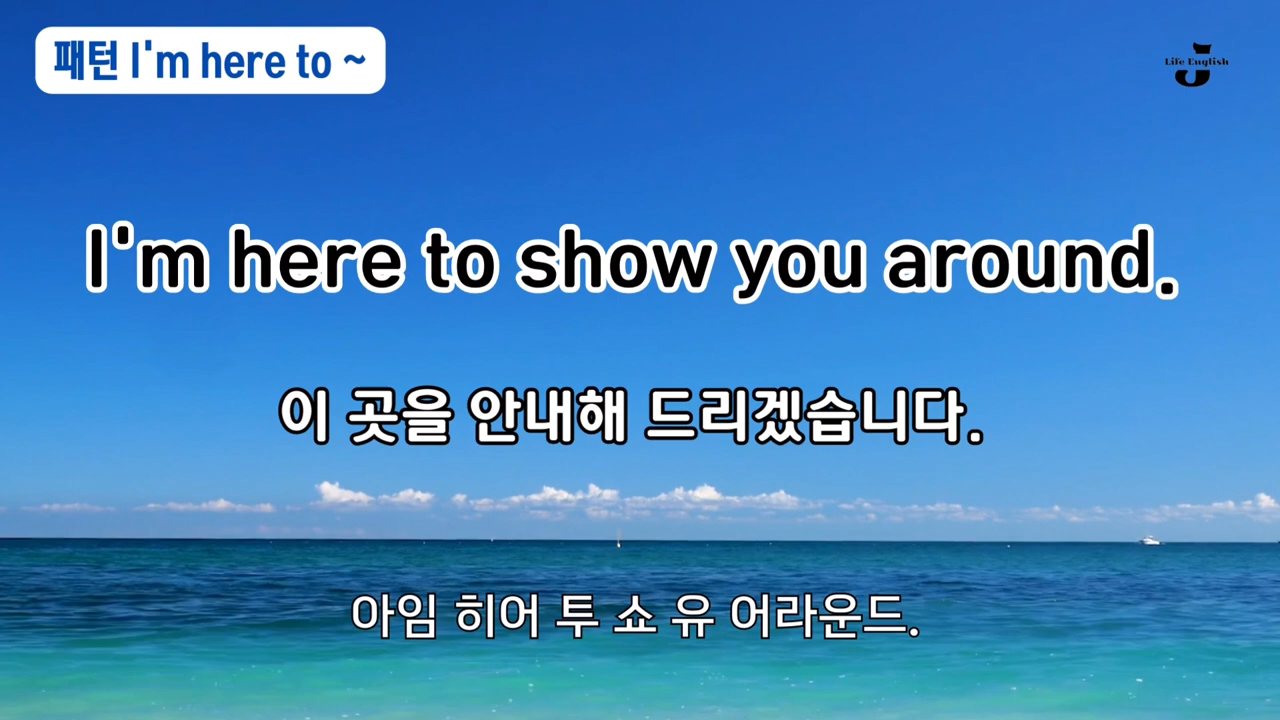 패턴 I'm here to ~
Life English
J
I'm here to show you around.
이 곳을 안내해 드리겠습니다.
아임 히어 투 쇼 유 어라운드.